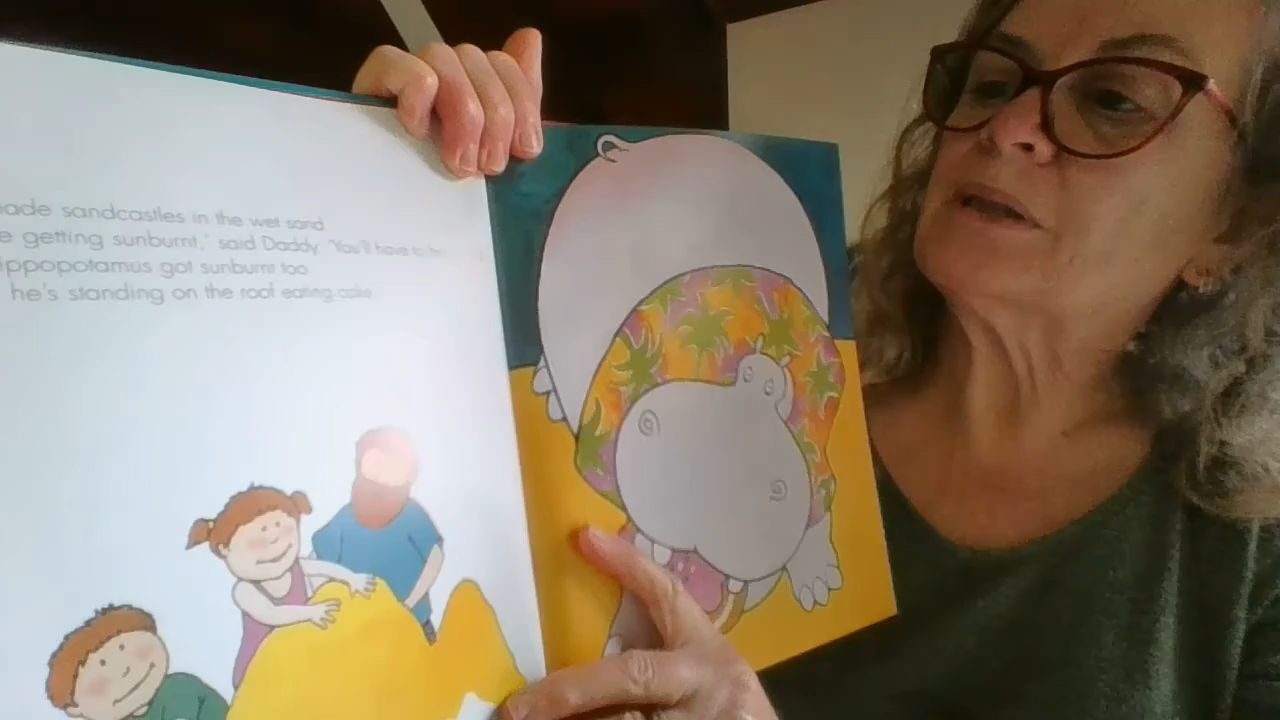 ade sandcastles in the wet sand.
e getting sunburnt,' said Daddy. 'You'll have to
ippopotamus got sunburnt too
he's standing on the roof eating cake